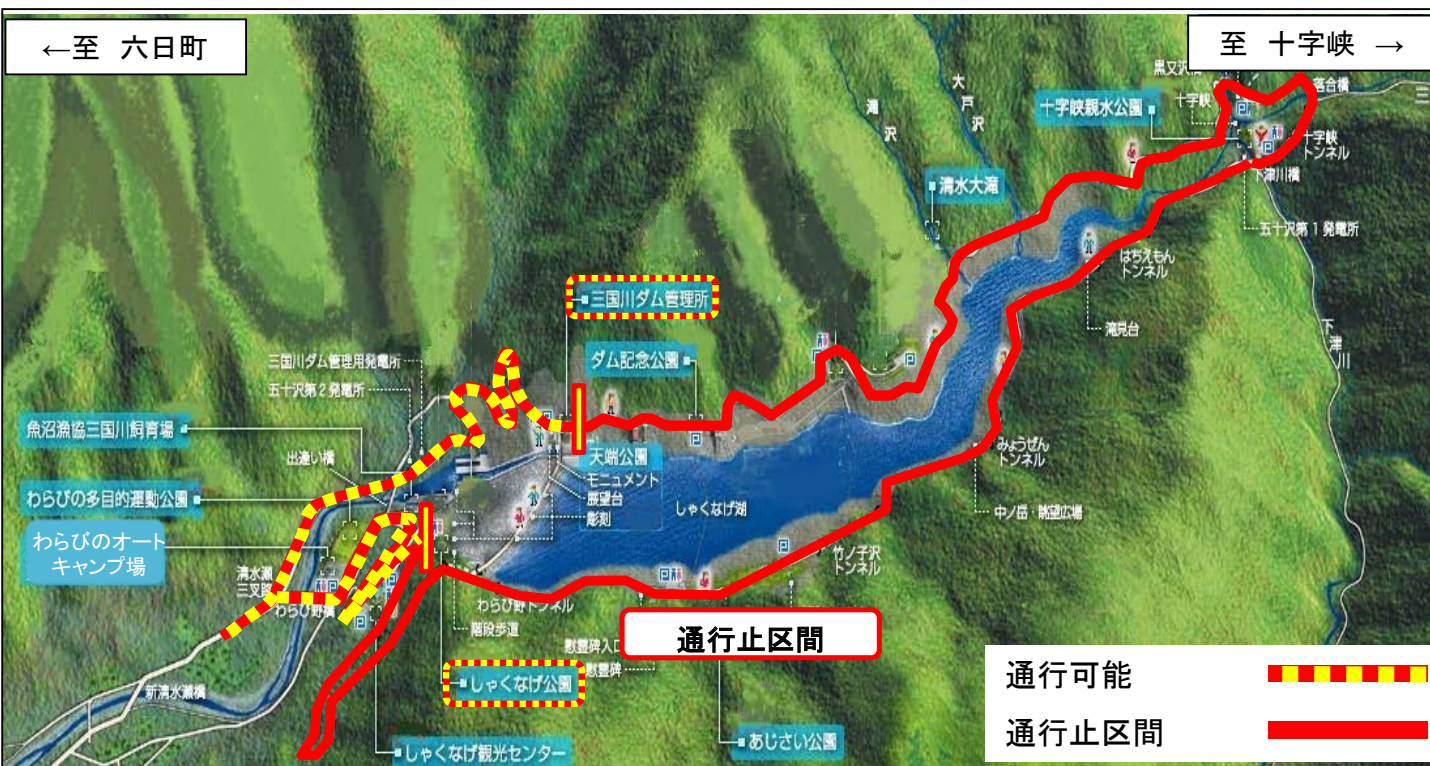 ←至 六日町
至 十字峡 →
黒又沢橋
落合橋
三
十字峡
十字峡親水公園
十字峡
トンネル
下津川橋
五十沢第1発電所
大戸沢
滝沢
清水大滝
はちえもん
トンネル
滝見台
下津川
三国川ダム管理所
ダム記念公園
三国川ダム管理用発電所
五十沢第2発電所
魚沼漁協三国川飼育場
出逢い橋
わらびの多目的運動公園
わらびのオート
キャンプ場
天端公園
モニュメント
展望台
彫刻
しゃくなげ湖
みょうぜん
トンネル
中ノ岳・眺望広場
竹ノ子沢
トンネル
清水瀬
三叉路
わらび野橋
わらび野トンネル
階段歩道
慰霊碑入口
慰霊碑
通行止区間
しゃくなげ公園
新清水瀬橋
しゃくなげ観光センター
あじさい公園
通行可能
通行止区間